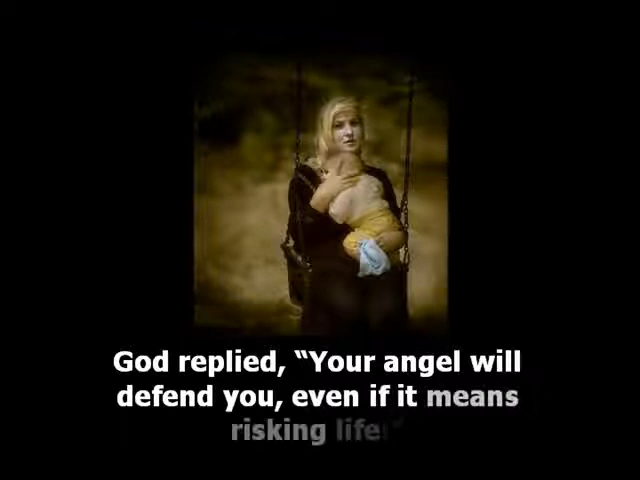 God replied, “Your angel will
defend you, even if it means
risking life!”